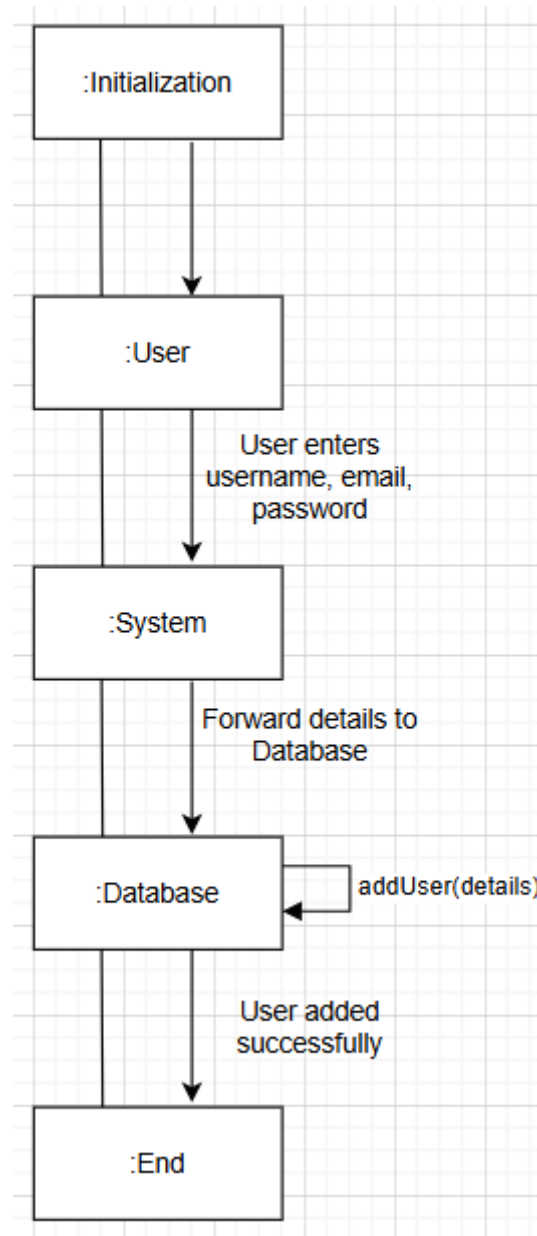 :Initialization
:User
User enters
username, email,
password
:System
Forward details to
Database
:Database
addUser(details)
User added
successfully
:End